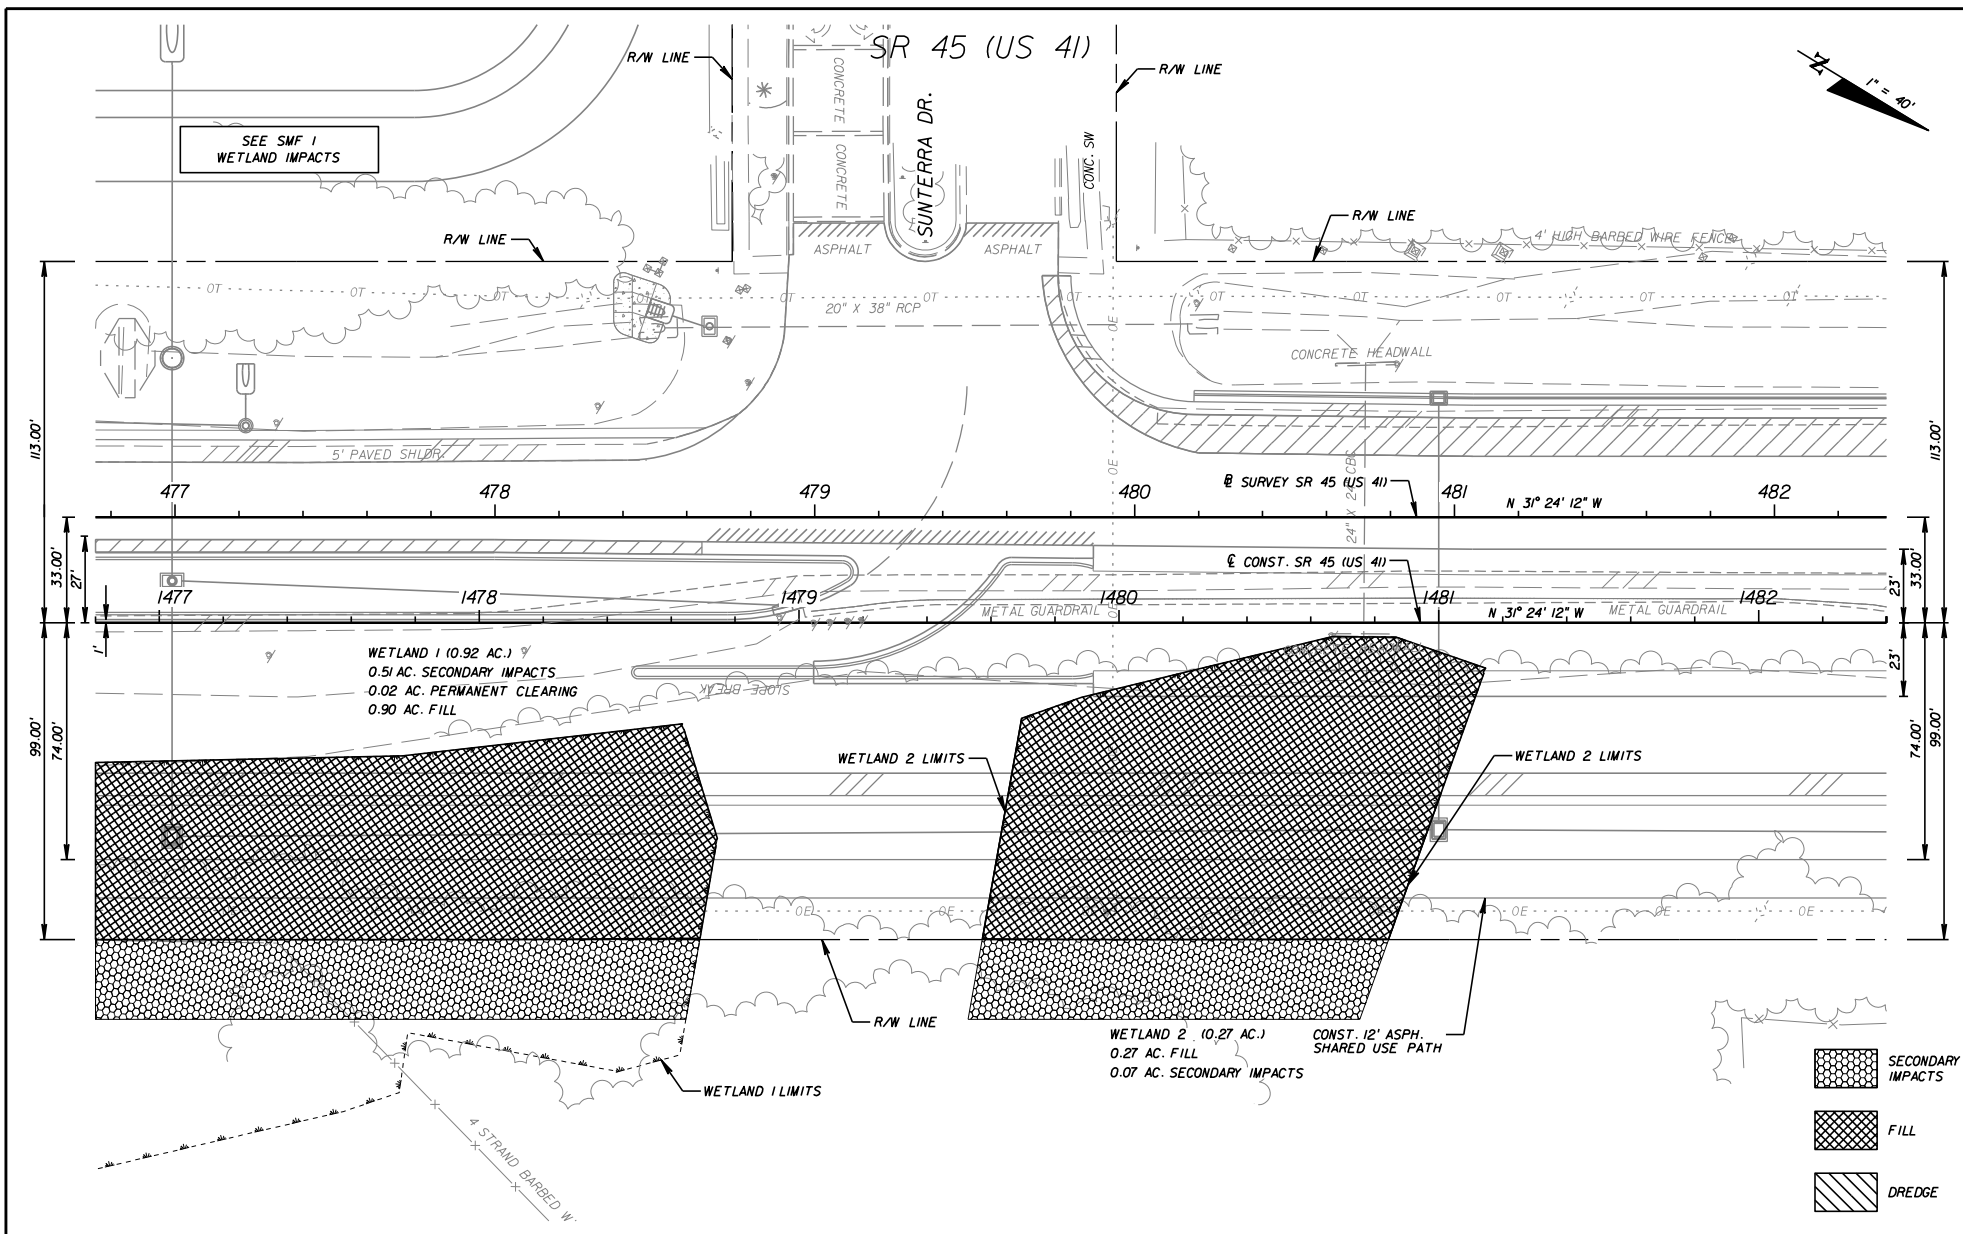 SR 45 (US 41)
R/W LINE
R/W LINE
N
1" = 40'
SEE SMF 1
WETLAND IMPACTS
CONCRETE
CONCRETE
SUNTERRA DR.
CONC. SW
R/W LINE
R/W LINE
4' HIGH BARBED WIRE FENCE
ASPHALT
ASPHALT
OT
OT
OT
OT
OT
OT
OT
OT
OT
OT
OT
OT
20" X 38" RCP
OE
CONCRETE HEADWALL
113.00'
113.00'
5' PAVED SHLDR.
OE
24" X 24" CBC
477
478
479
480
481
482
℄ SURVEY SR 45 (US 41)
N 31° 24' 12" W
33.00'
27'
1'
℄ CONST. SR 45 (US 41)
23'
33.00'
1477
1478
1479
1480
1481
1482
METAL GUARDRAIL
OE
N 31° 24' 12" W
METAL GUARDRAIL
WETLAND 1 (0.92 AC.)
0.51 AC. SECONDARY IMPACTS
0.02 AC. PERMANENT CLEARING
0.90 AC. FILL
SLOPE BREAK
23'
99.00'
74.00'
74.00'
99.00'
WETLAND 2 LIMITS
WETLAND 2 LIMITS
OE
OE
OE
OE
OE
R/W LINE
WETLAND 2 (0.27 AC.)
0.27 AC. FILL
0.07 AC. SECONDARY IMPACTS
CONST. 12' ASPH.
SHARED USE PATH
WETLAND 1 LIMITS
4 STRAND BARBED W
SECONDARY
IMPACTS
FILL
DREDGE